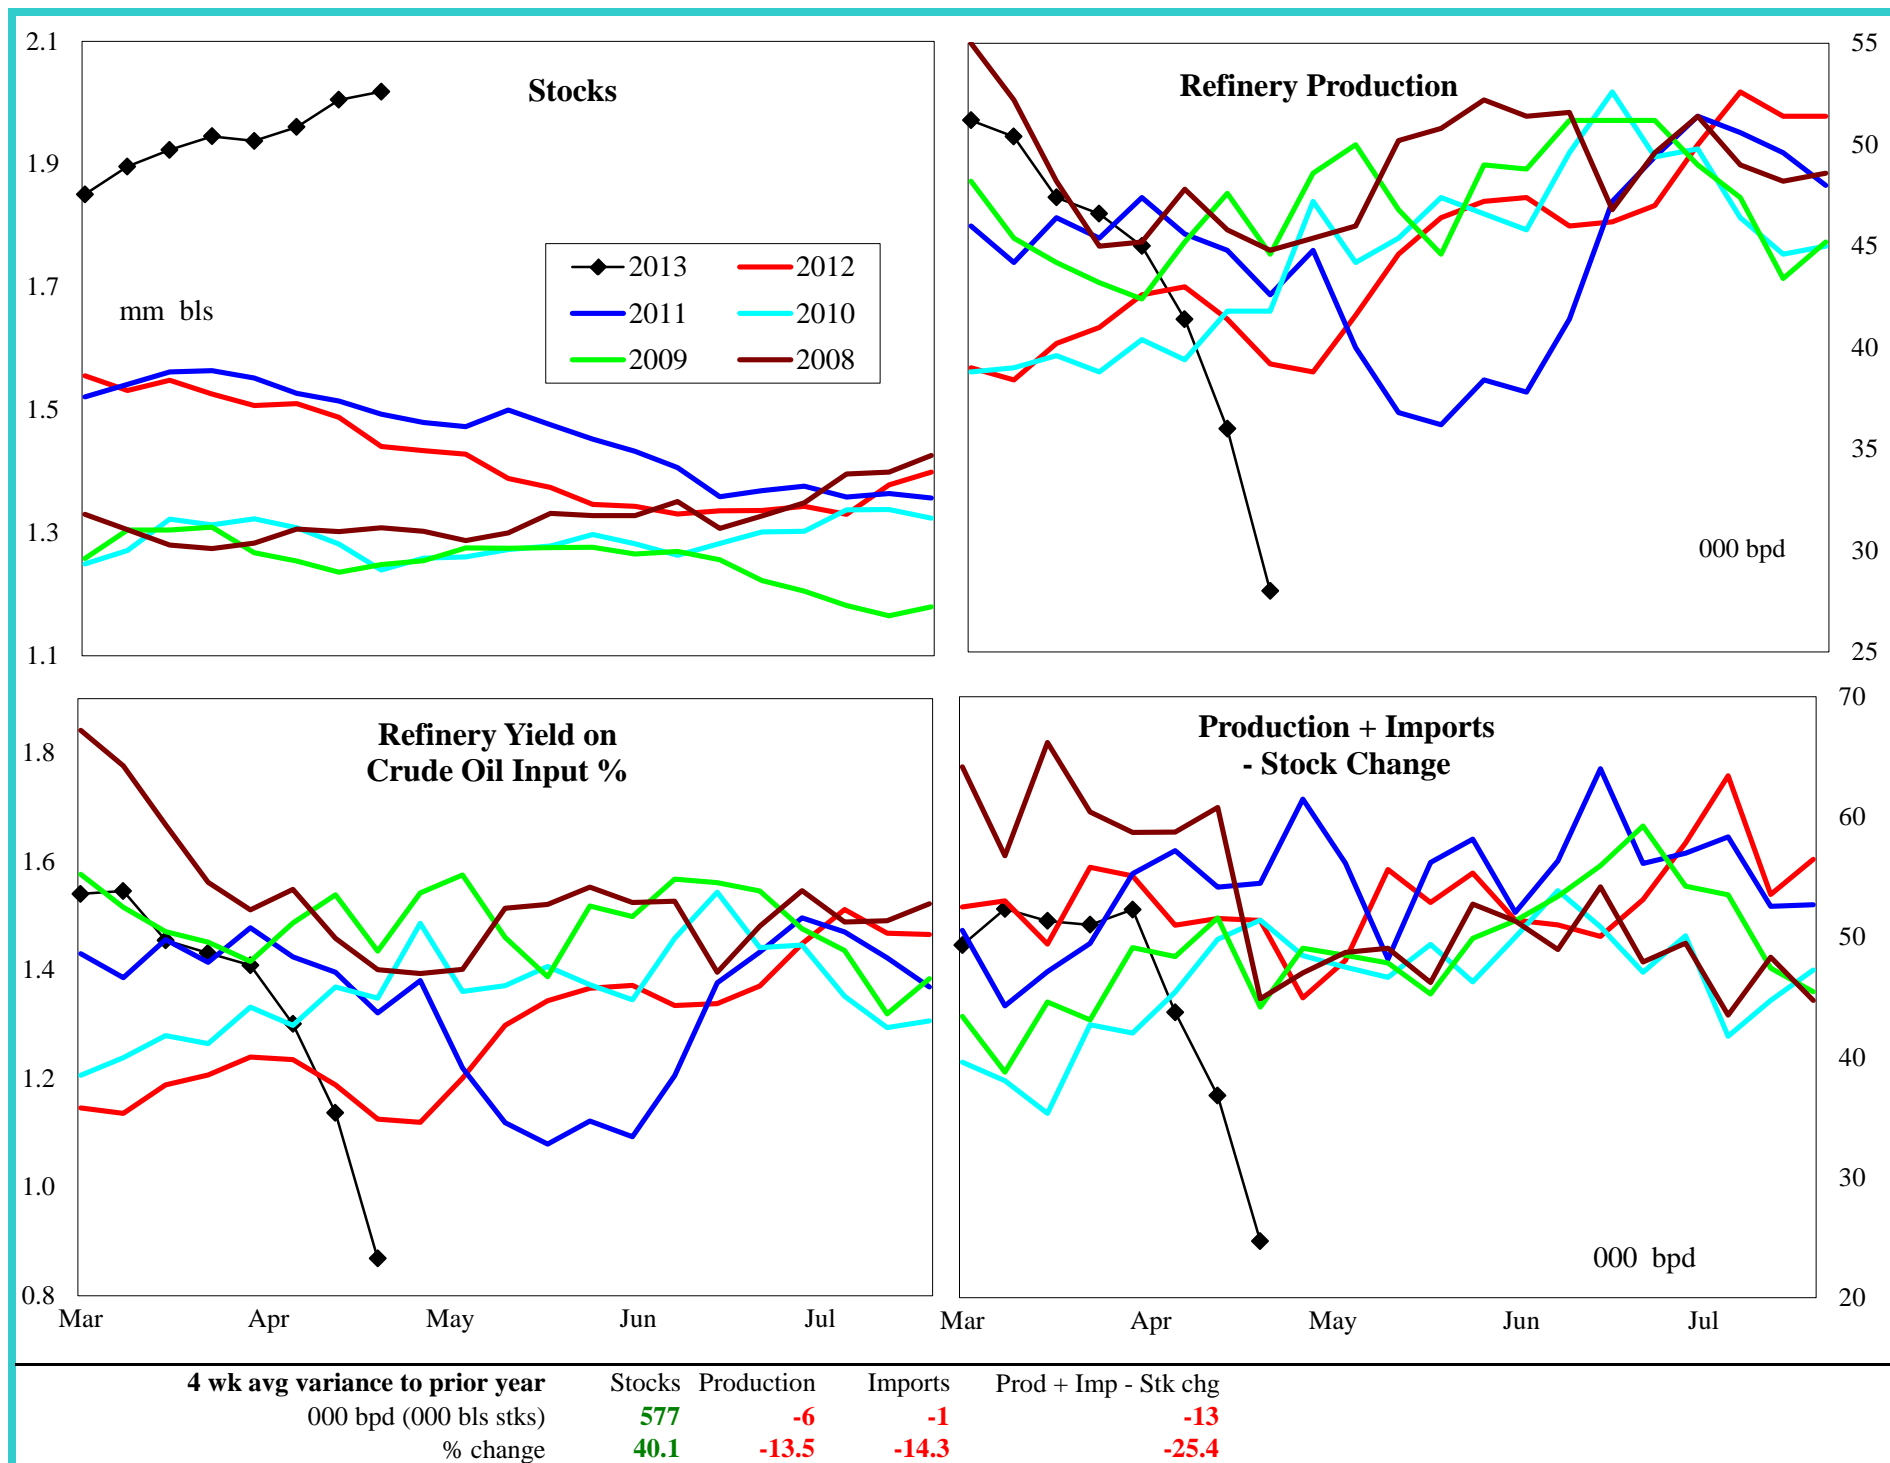 Stocks
2.1
1.9
1.7
1.5
1.3
1.1
mm bls
2013 2012
2011 2010
2009 2008
Refinery Production
55
50
45
40
35
30
25
000 bpd
Refinery Yield on
Crude Oil Input %
1.8
1.6
1.4
1.2
1.0
0.8
Mar Apr May Jun Jul
Production + Imports
- Stock Change
70
60
50
40
30
20
000 bpd
Mar Apr May Jun Jul
4 wk avg variance to prior year Stocks Production Imports Prod + Imp - Stk chg
000 bpd (000 bls stks) 577 -6 -1 -13
% change 40.1 -13.5 -14.3 -25.4